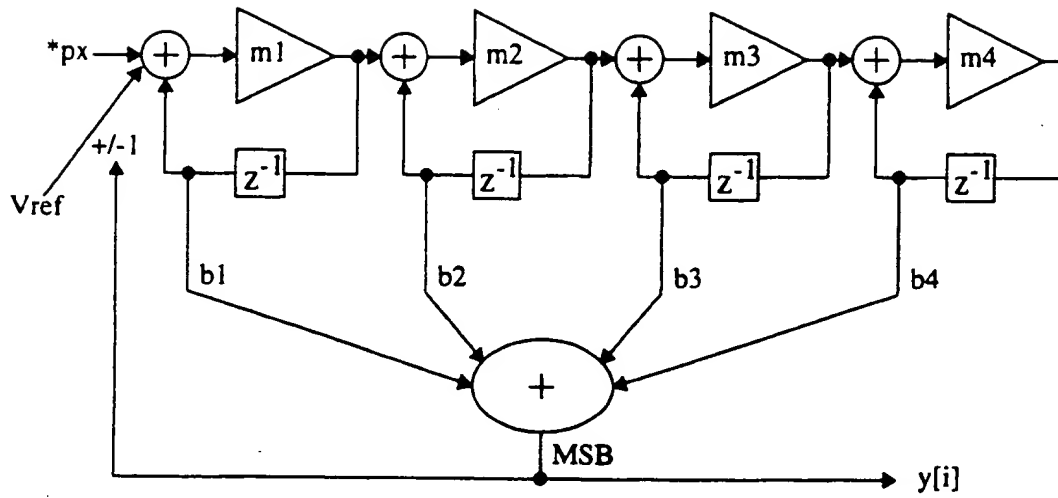 *px + m1 + m2 + m3 + m4
+/-1
z⁻¹ z⁻¹ z⁻¹ z⁻¹
Vref
b1 b2 b3 b4
+
MSB
y[i]